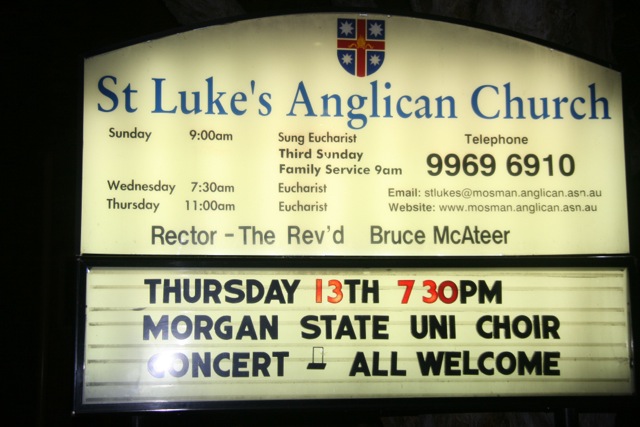 St Luke's Anglican Church
Sunday 9:00am Sung Eucharist
Third Sunday
Family Service 9am
Wednesday 7:30am Eucharist
Thursday 11:00am Eucharist
Telephone
9969 6910
Email: stlukes@mosman.anglican.asn.au
Website: www.mosman.anglican.asn.au
Rector - The Rev'd Bruce McAteer
THURSDAY 13TH 7 30PM
MORGAN STATE UNI CHOIR
CONCERT - ALL WELCOME